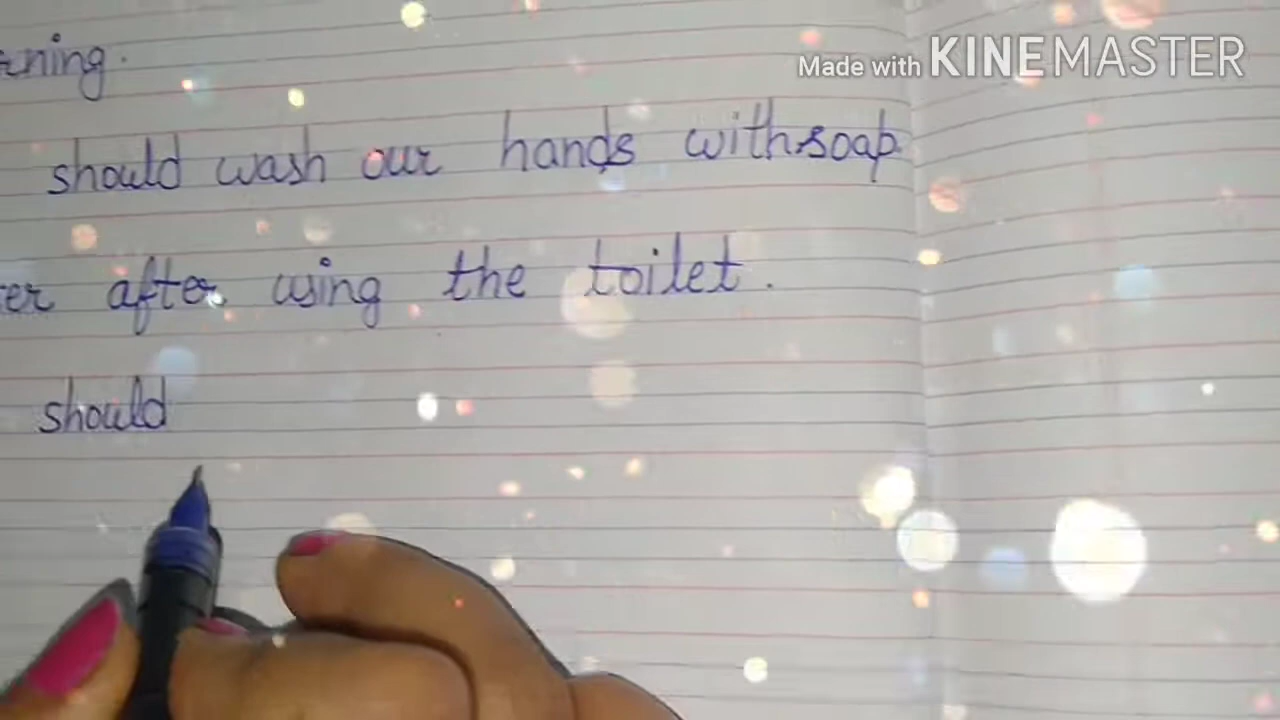 Made with KINEMASTER
rning.
should wash our hands with soap
er after using the toilet.
should